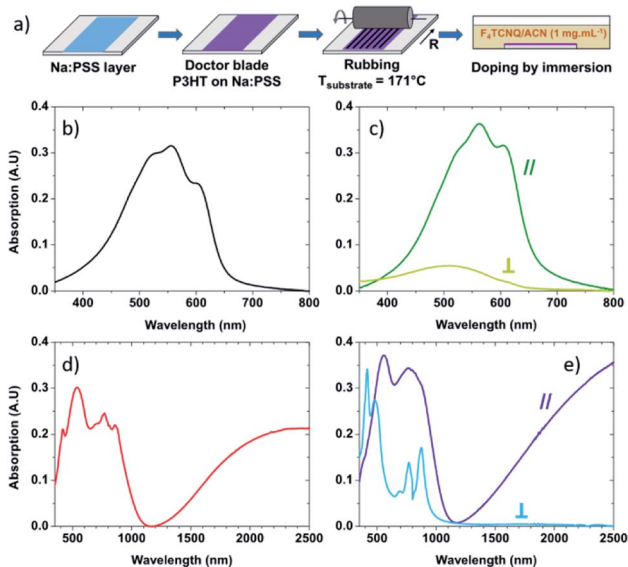 a)
F₄TCNQ/ACN (1 mg.mL⁻¹)
R
Na:PSS layer
Doctor blade
P3HT on Na:PSS
Rubbing
T_substrate = 171°C
Doping by immersion
0.4
0.3
0.2
0.1
0.0
Absorption (A.U)
b)
400 500 600 700 800
Wavelength (nm)
0.4
0.3
0.2
0.1
0.0
c)
//
⊥
400 500 600 700 800
Wavelength (nm)
0.4
0.3
0.2
0.1
0.0
Absorption (A.U)
d)
500 1000 1500 2000 2500
Wavelength (nm)
0.4
0.3
0.2
0.1
0.0
e)
//
⊥
500 1000 1500 2000 2500
Wavelength (nm)